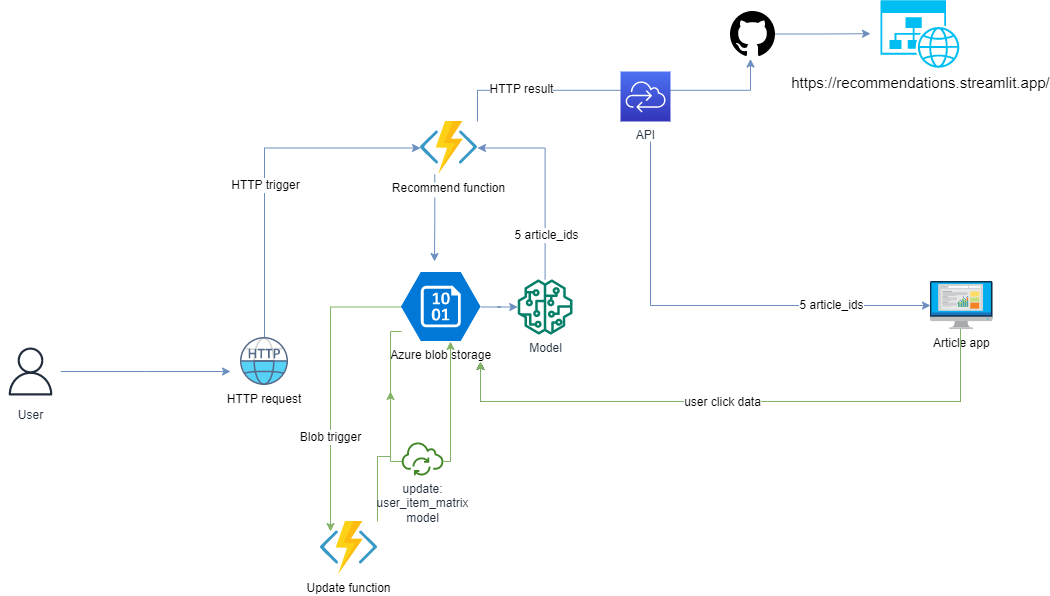 https://recommendations.streamlit.app/
HTTP result
API
HTTP trigger
Recommend function
5 article_ids
10
01
5 article_ids
HTTP
Model
Article app
Azure blob storage
User
HTTP request
user click data
Blob trigger
update:
user_item_matrix
model
Update function